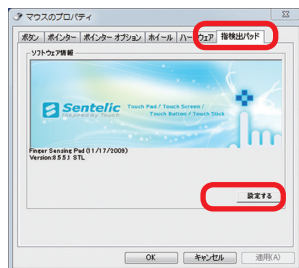 マウスのプロパティ
ボタン ポインター ポインター オプション ホイール ハードウェア 指検出パッド
ソフトウェア情報
Sentelic
Inspired by Touch
Touch Pad / Touch Screen /
Touch Button / Touch Stick
Finger Sensing Pad (11/17/2009)
Version:8 5 5 1 STL
設定する
OK キャンセル 適用(A)